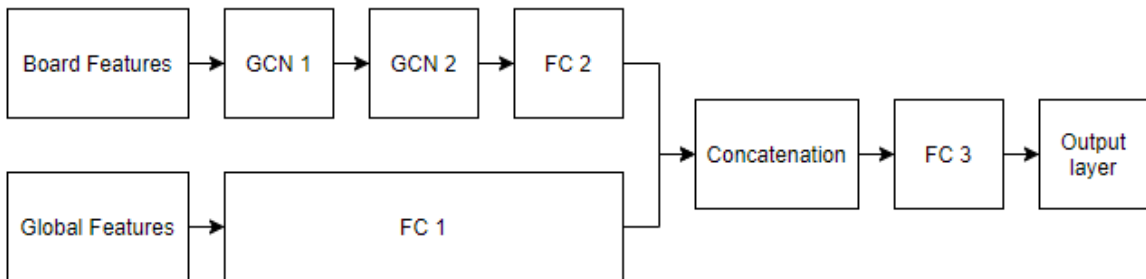 Board Features
GCN 1
GCN 2
FC 2
Global Features
FC 1
Concatenation
FC 3
Output
layer